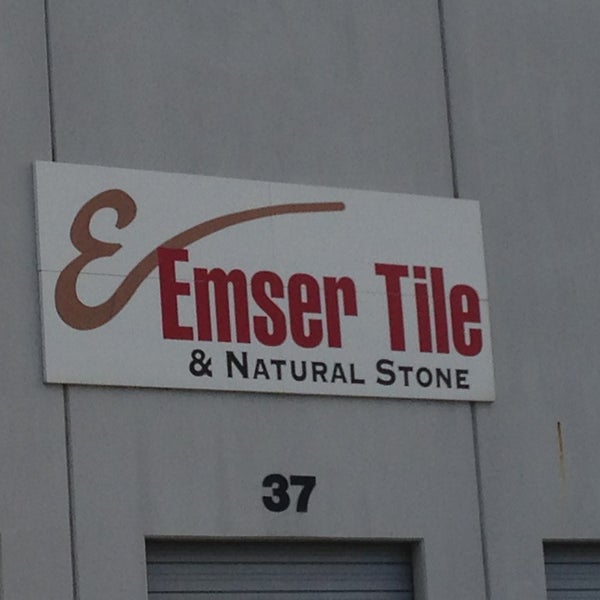 E
Emser Tile
& NATURAL STONE
37